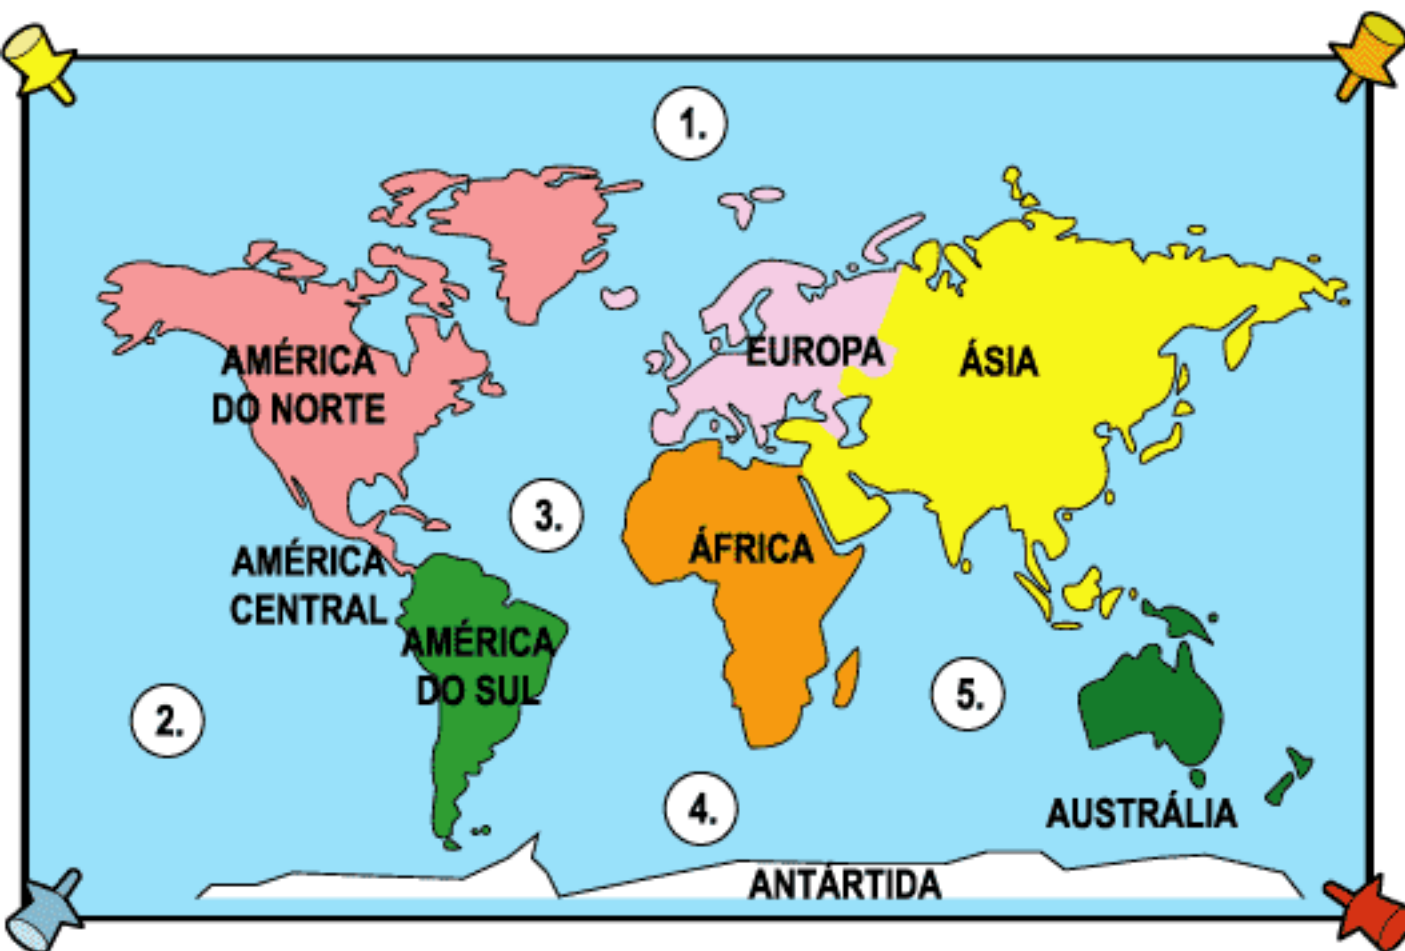 1.
AMÉRICA
DO NORTE
EUROPA
ÁSIA
3.
ÁFRICA
AMÉRICA
CENTRAL
AMÉRICA
DO SUL
2.
5.
4.
AUSTRÁLIA
ANTÁRTIDA